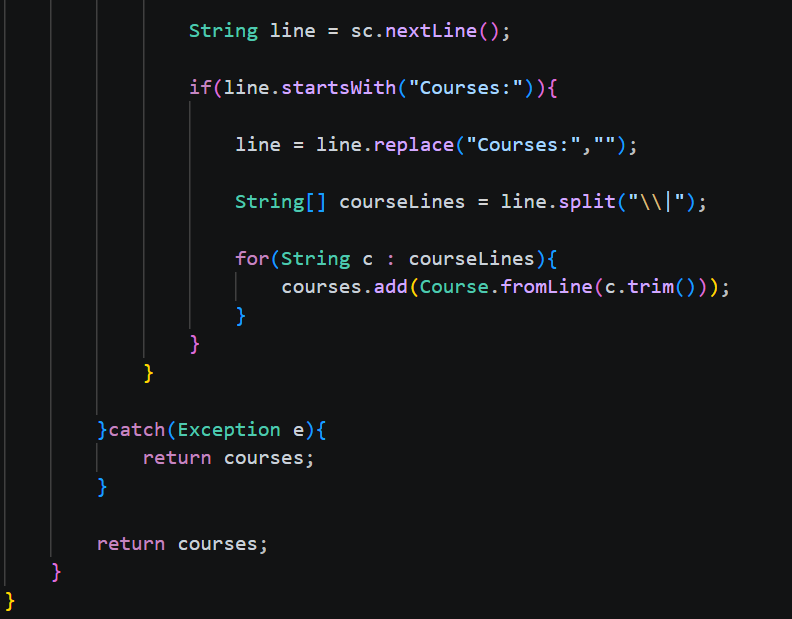 String line = sc.nextLine();
if(line.startsWith("Courses:")){
line = line.replace("Courses:","");
String[] courseLines = line.split("\\|");
for(String c : courseLines){
courses.add(Course.fromLine(c.trim()));
}
}
}
}catch(Exception e){
return courses;
}
return courses;
}
}